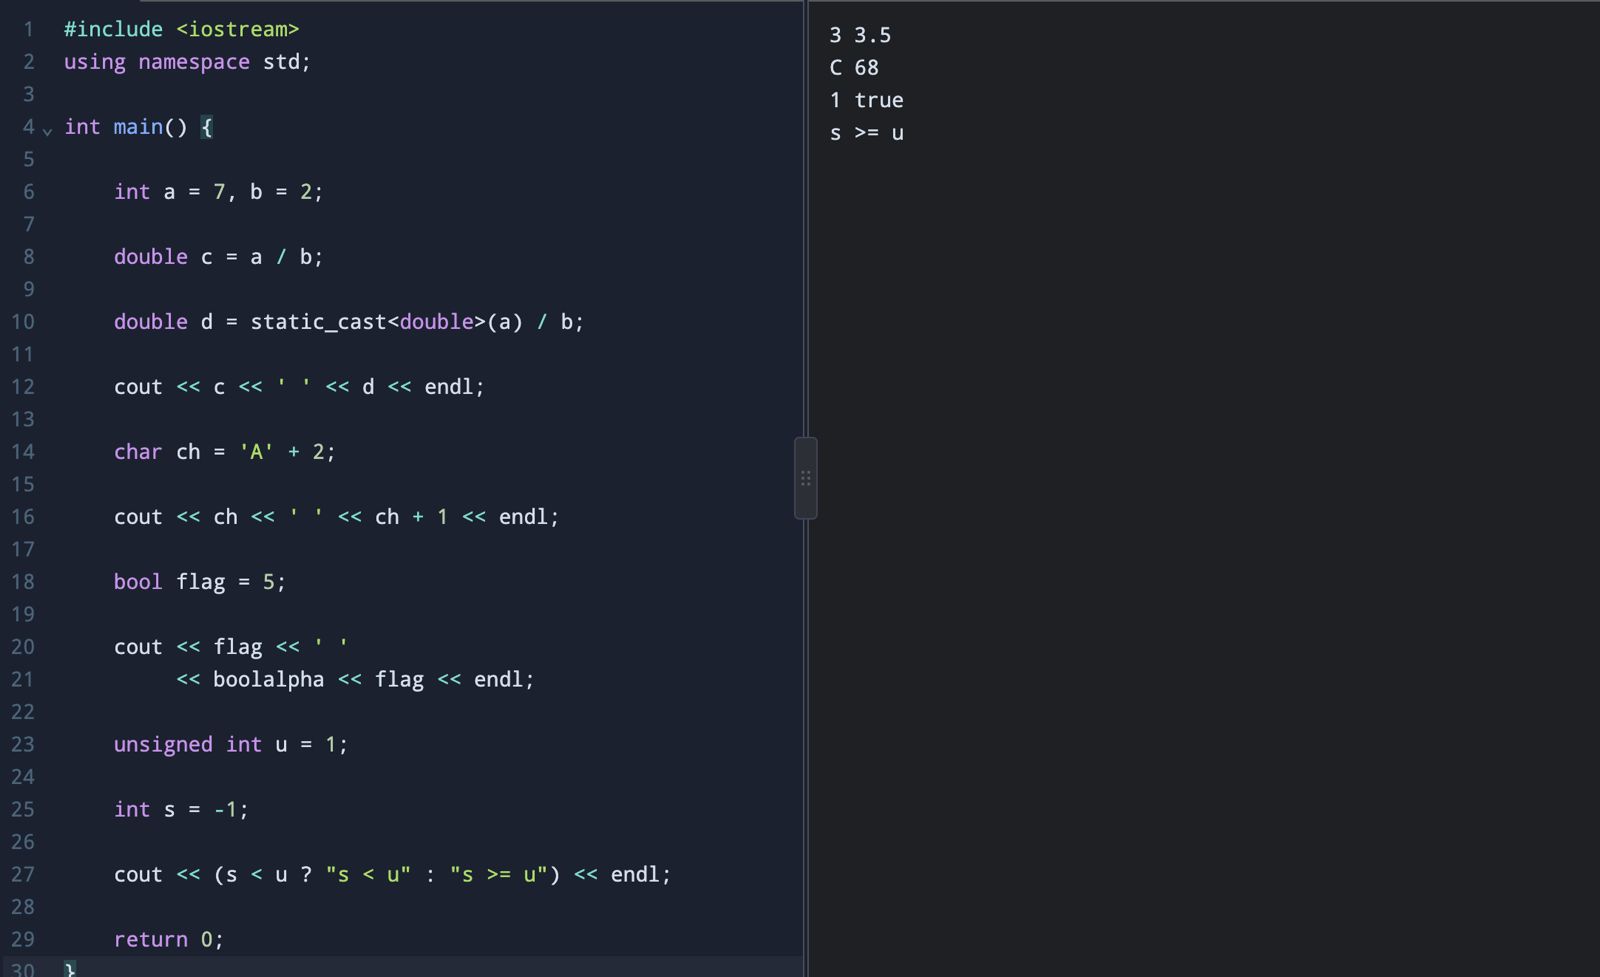 1 #include <iostream>
2 using namespace std;
3
4 int main() {
5
6     int a = 7, b = 2;
7
8     double c = a / b;
9
10     double d = static_cast<double>(a) / b;
11
12     cout << c << ' ' << d << endl;
13
14     char ch = 'A' + 2;
15
16     cout << ch << ' ' << ch + 1 << endl;
17
18     bool flag = 5;
19
20     cout << flag << ' '
21          << boolalpha << flag << endl;
22
23     unsigned int u = 1;
24
25     int s = -1;
26
27     cout << (s < u ? "s < u" : "s >= u") << endl;
28
29     return 0;
30 }
3 3.5
C 68
1 true
s >= u